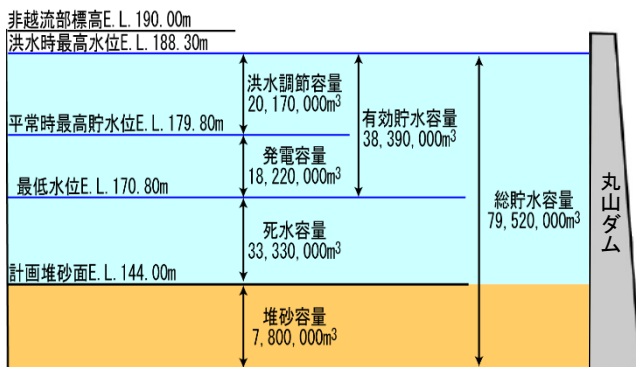 非越流部標高E.L.190.00m
洪水時最高水位E.L.188.30m
洪水調節容量
20,170,000m³
有効貯水容量
38,390,000m³
平常時最高貯水位E.L.179.80m
発電容量
18,220,000m³
最低水位E.L.170.80m
総貯水容量
79,520,000m³
丸山ダム
死水容量
33,330,000m³
計画堆砂面E.L.144.00m
堆砂容量
7,800,000m³